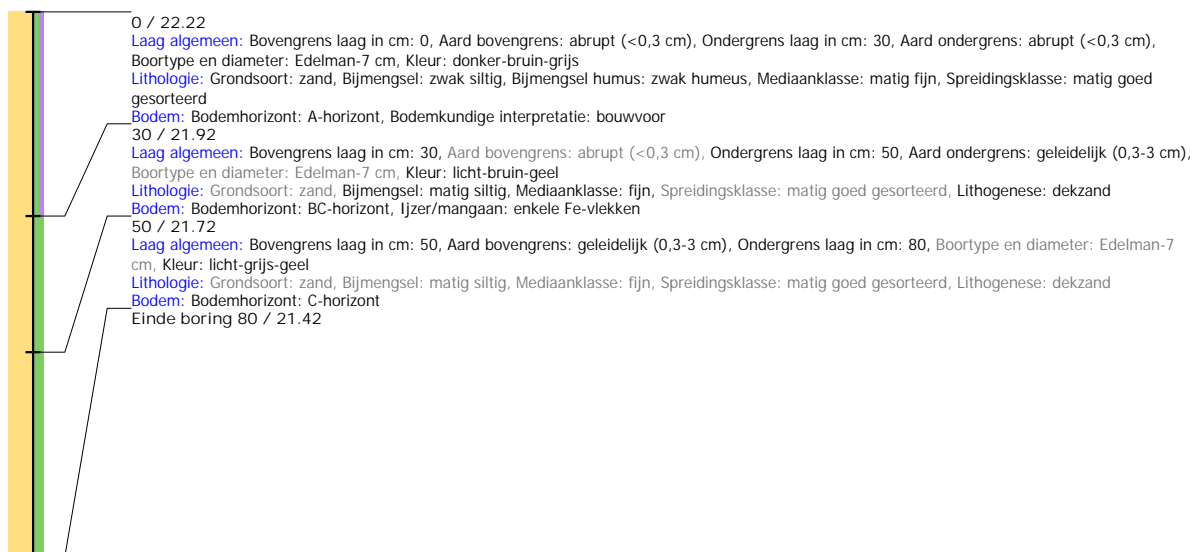 0 / 22.22
Laag algemeen: Bovengrens laag in cm: 0, Aard bovengrens: abrupt (<0,3 cm), Ondergrens laag in cm: 30, Aard ondergrens: abrupt (<0,3 cm),
Boortype en diameter: Edelman-7 cm, Kleur: donker-bruin-grijs
Lithologie: Grondsoort: zand, Bijmengsel: zwak siltig, Bijmengsel humus: zwak humeus, Mediaanklasse: matig fijn, Spreidingsklasse: matig goed
gesorteerd
Bodem: Bodemhorizont: A-horizont, Bodemkundige interpretatie: bouwvoor
30 / 21.92
Laag algemeen: Bovengrens laag in cm: 30, Aard bovengrens: abrupt (<0,3 cm), Ondergrens laag in cm: 50, Aard ondergrens: geleidelijk (0,3-3 cm),
Boortype en diameter: Edelman-7 cm, Kleur: licht-bruin-geel
Lithologie: Grondsoort: zand, Bijmengsel: matig siltig, Mediaanklasse: fijn, Spreidingsklasse: matig goed gesorteerd, Lithogenese: dekzand
Bodem: Bodemhorizont: BC-horizont, Ijzer/mangaan: enkele Fe-vlekken
50 / 21.72
Laag algemeen: Bovengrens laag in cm: 50, Aard bovengrens: geleidelijk (0,3-3 cm), Ondergrens laag in cm: 80, Boortype en diameter: Edelman-7
cm, Kleur: licht-grijs-geel
Lithologie: Grondsoort: zand, Bijmengsel: matig siltig, Mediaanklasse: fijn, Spreidingsklasse: matig goed gesorteerd, Lithogenese: dekzand
Bodem: Bodemhorizont: C-horizont
Einde boring 80 / 21.42